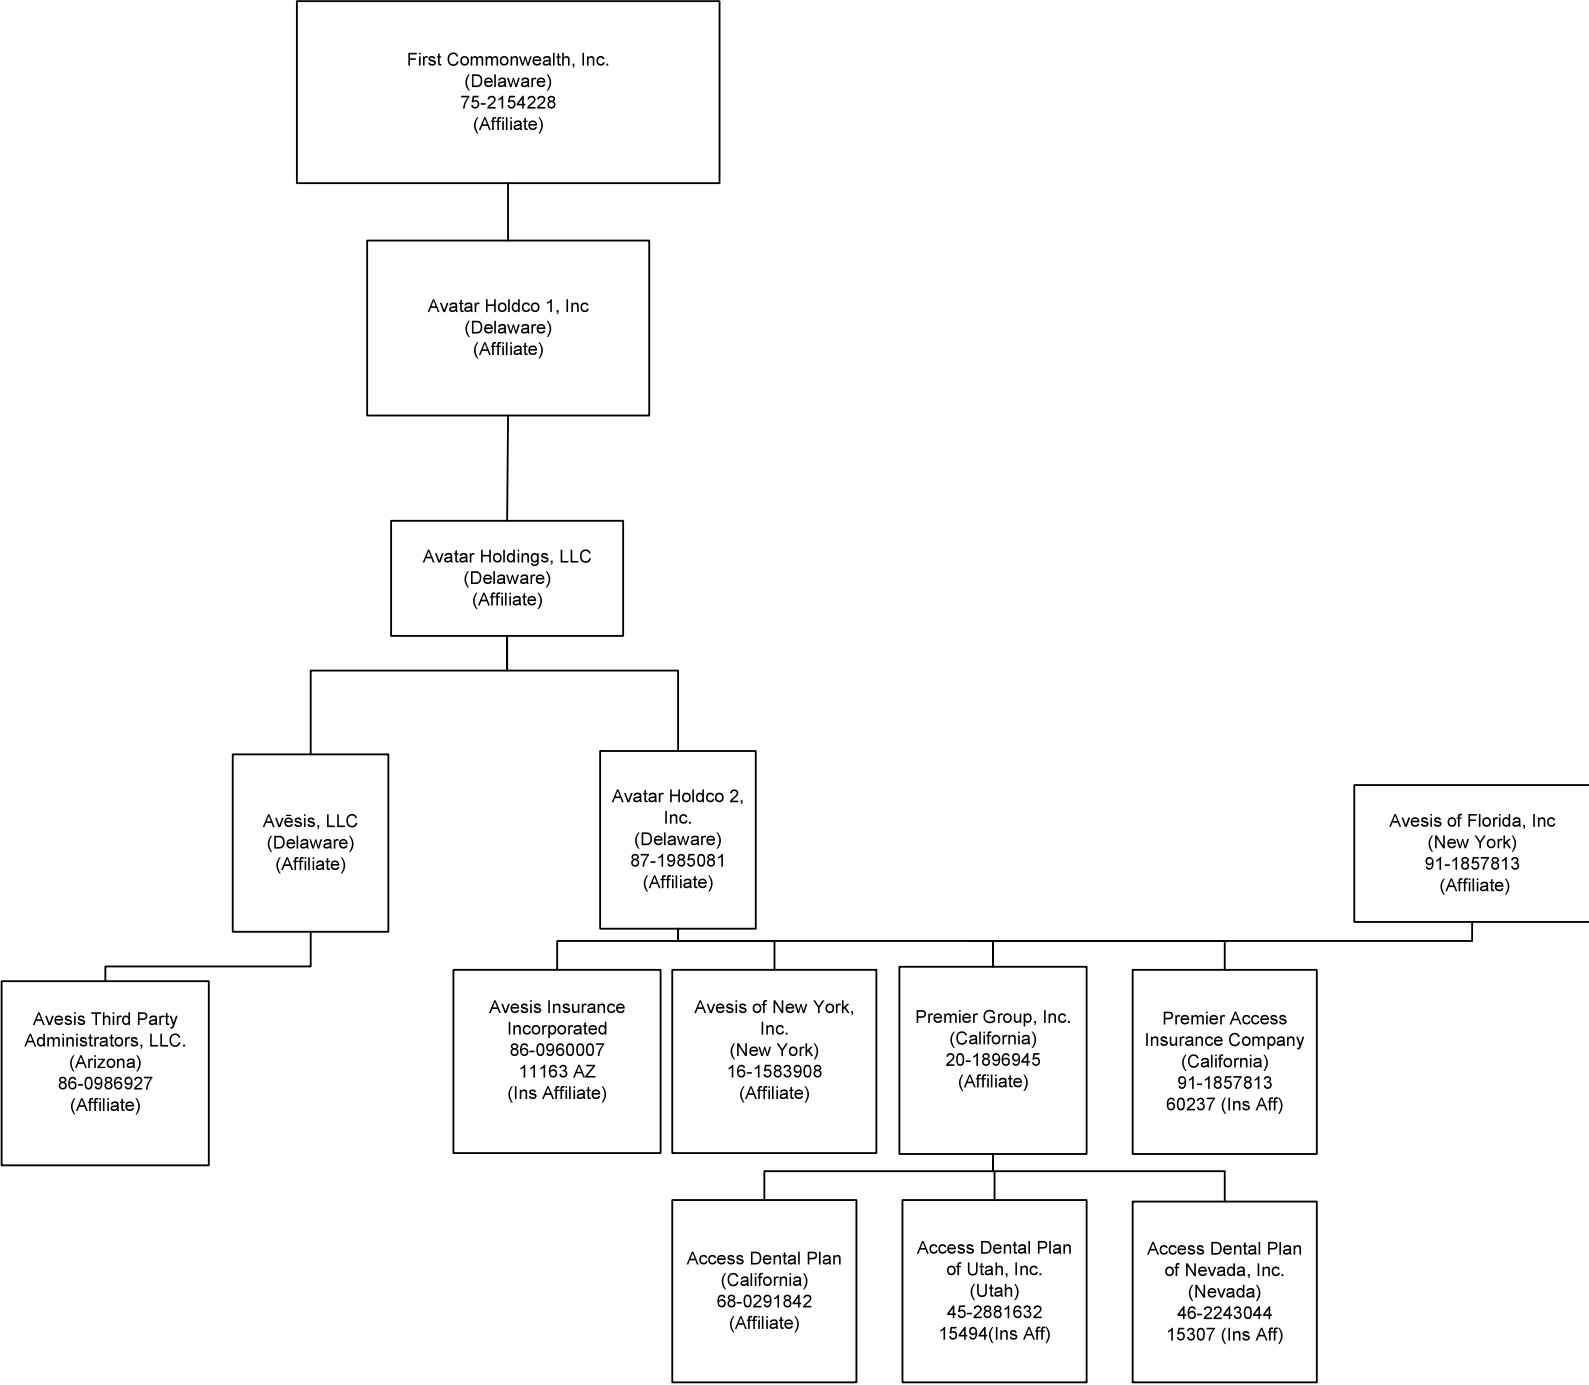 First Commonwealth, Inc.
(Delaware)
75-2154228
(Affiliate)
Avatar Holdco 1, Inc
(Delaware)
(Affiliate)
Avatar Holdings, LLC
(Delaware)
(Affiliate)
Avēsis, LLC
(Delaware)
(Affiliate)
Avatar Holdco 2,
Inc.
(Delaware)
87-1985081
(Affiliate)
Avesis of Florida, Inc
(New York)
91-1857813
(Affiliate)
Avesis Third Party
Administrators, LLC.
(Arizona)
86-0986927
(Affiliate)
Avesis Insurance
Incorporated
86-0960007
11163 AZ
(Ins Affiliate)
Avesis of New York,
Inc.
(New York)
16-1583908
(Affiliate)
Premier Group, Inc.
(California)
20-1896945
(Affiliate)
Premier Access
Insurance Company
(California)
91-1857813
60237 (Ins Aff)
Access Dental Plan
(California)
68-0291842
(Affiliate)
Access Dental Plan
of Utah, Inc.
(Utah)
45-2881632
15494(Ins Aff)
Access Dental Plan
of Nevada, Inc.
(Nevada)
46-2243044
15307 (Ins Aff)